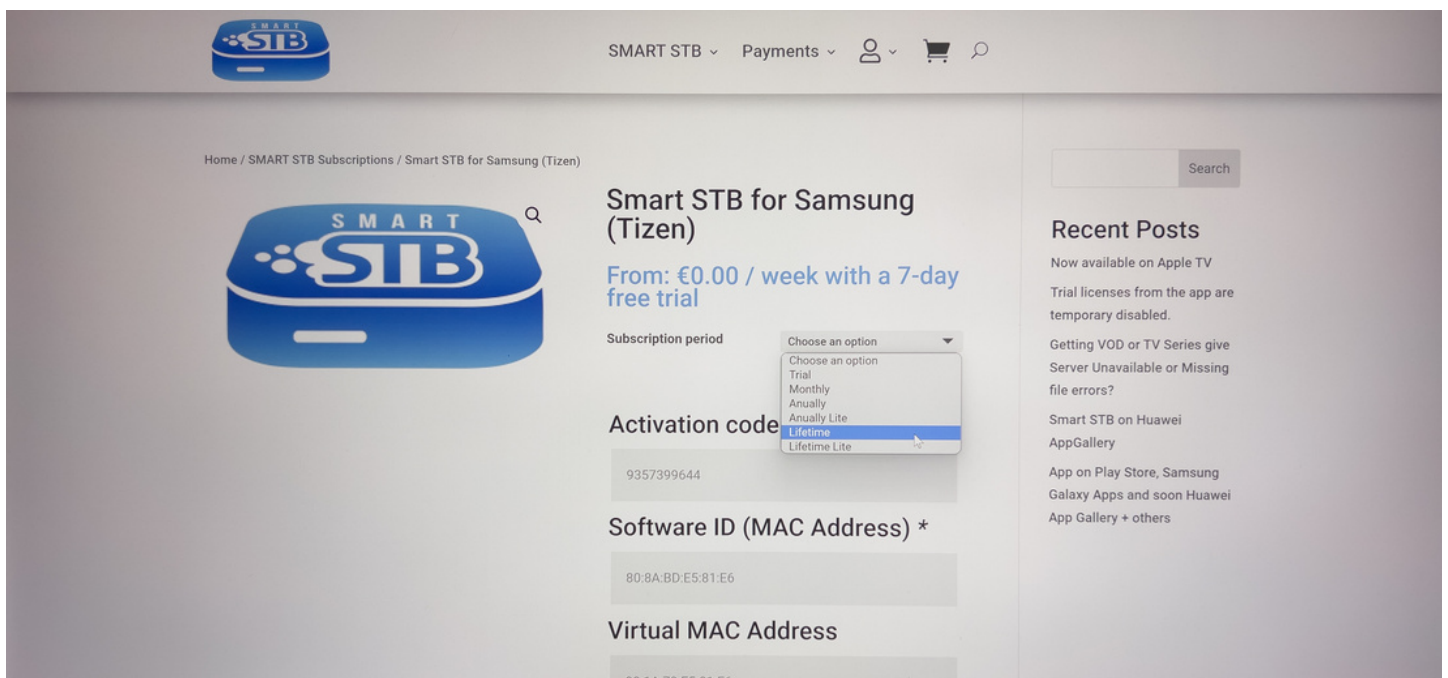 SMART
STB
SMART STB
Payments
Home / SMART STB Subscriptions / Smart STB for Samsung (Tizen)
SMART
STB
Smart STB for Samsung
(Tizen)
From: €0.00 / week with a 7-day
free trial
Subscription period
Choose an option
Choose an option
Trial
Monthly
Anually
Anually Lite
Lifetime
Lifetime Lite
Activation code
9357399644
Software ID (MAC Address) *
80:8A:BD:E5:81:E6
Virtual MAC Address
Search
Recent Posts
Now available on Apple TV
Trial licenses from the app are
temporary disabled.
Getting VOD or TV Series give
Server Unavailable or Missing
file errors?
Smart STB on Huawei
AppGallery
App on Play Store, Samsung
Galaxy Apps and soon Huawei
App Gallery + others